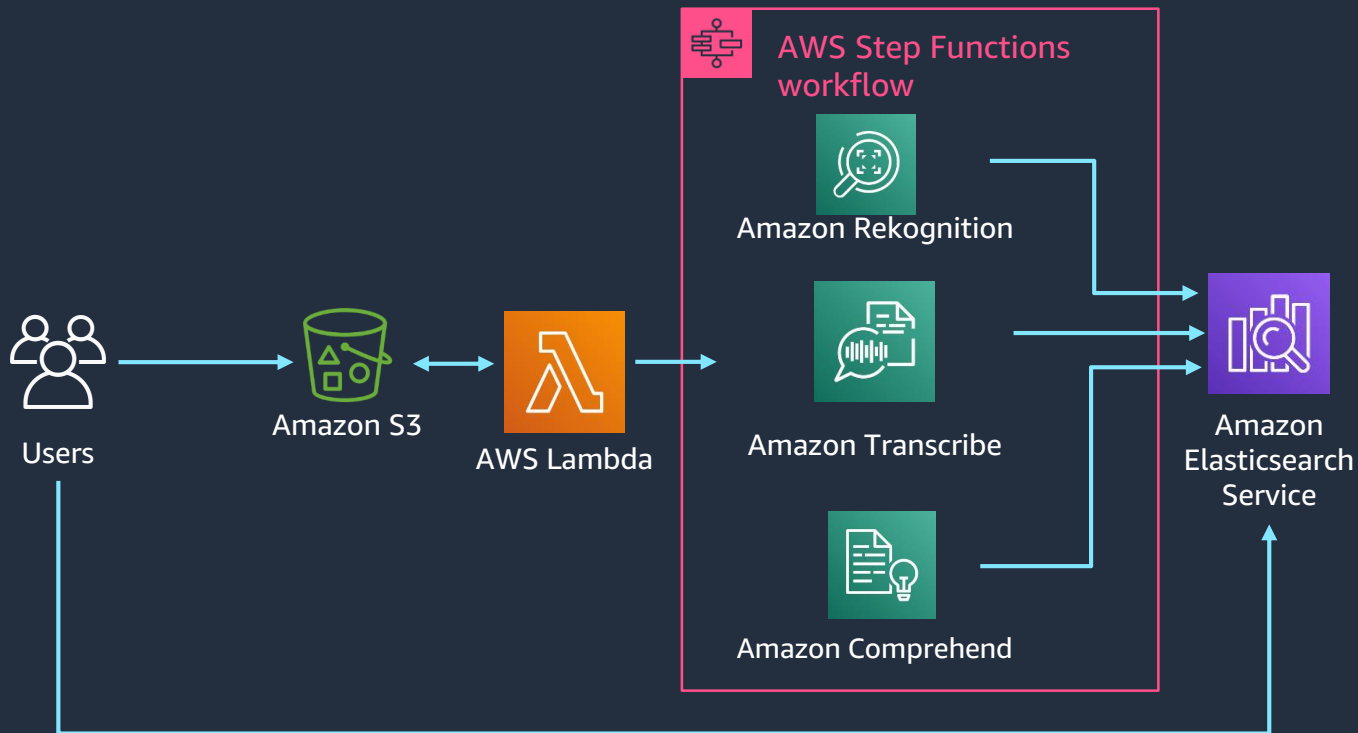 AWS Step Functions
workflow
Amazon Rekognition
Users
Amazon S3
AWS Lambda
Amazon Transcribe
Amazon
Elasticsearch
Service
Amazon Comprehend